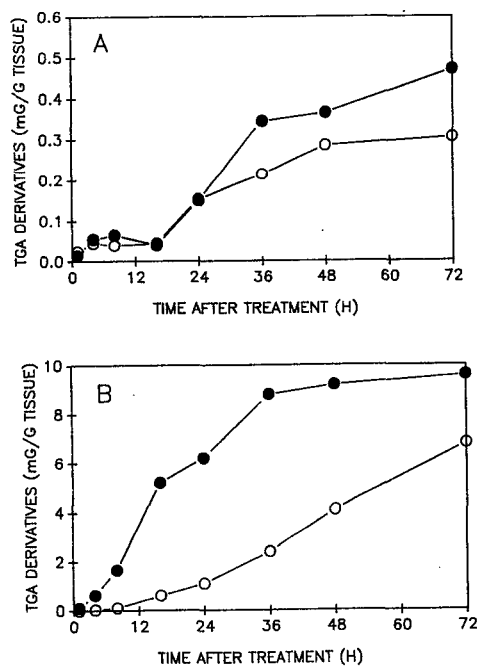 A
0.6
0.5
0.4
0.3
0.2
0.1
0.0
TGA DERIVATIVES (mG/G TISSUE)
0 12 24 36 48 60 72
TIME AFTER TREATMENT (H)
B
10
8
6
4
2
0
TGA DERIVATIVES (mG/G TISSUE)
0 12 24 36 48 60 72
TIME AFTER TREATMENT (H)